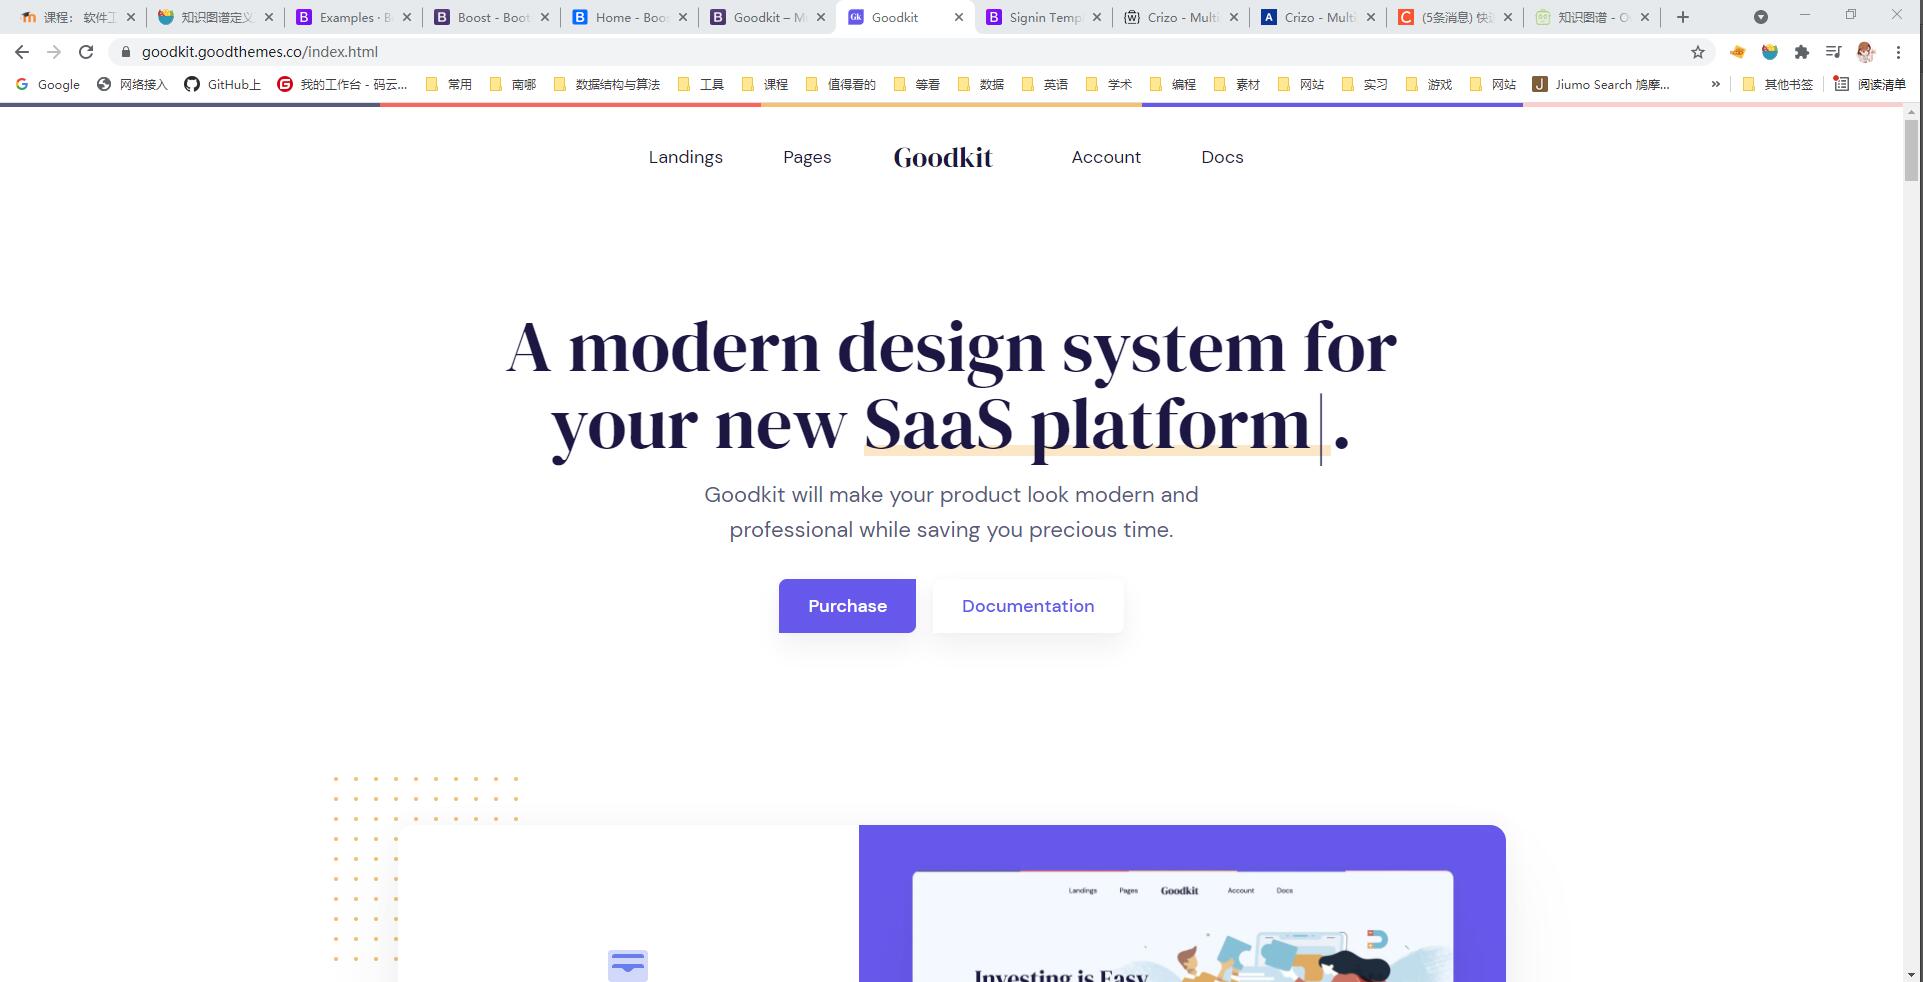 课程： 软件工
知识图谱定义
Examples · B
Boost - Boot
Home - Boos
Goodkit – M
Goodkit
Signin Temp
Crizo - Multi
Crizo - Multi
(5条消息) 快
知识图谱 - O
goodkit.goodthemes.co/index.html
Google
网络接入
GitHub上
我的工作台 - 码云...
常用
南哪
数据结构与算法
工具
课程
值得看的
等看
数据
英语
学术
编程
素材
网站
实习
游戏
网站
Jiumo Search 鸠摩...
»
其他书签
阅读清单
Landings
Pages
Goodkit
Account
Docs
A modern design system for
your new SaaS platform|.
Goodkit will make your product look modern and
professional while saving you precious time.
Purchase
Documentation
Landings
Pages
Goodkit
Account
Docs
Investing is Easy